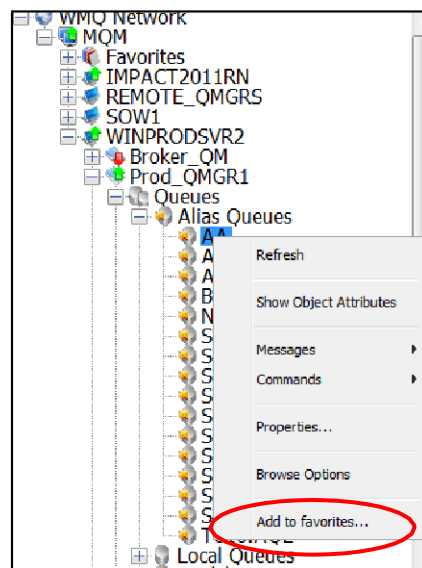 WMQ Network
MQM
Favorites
IMPACT2011RN
REMOTE_QMGRS
SOW1
WINPRODSVR2
Broker_QM
Prod_QMGR1
Queues
Alias Queues
AA
A
A
B
N
S
S
S
S
S
S
S
S
S
S
Local Queues
Refresh
Show Object Attributes
Messages
Commands
Properties...
Browse Options
Add to favorites...